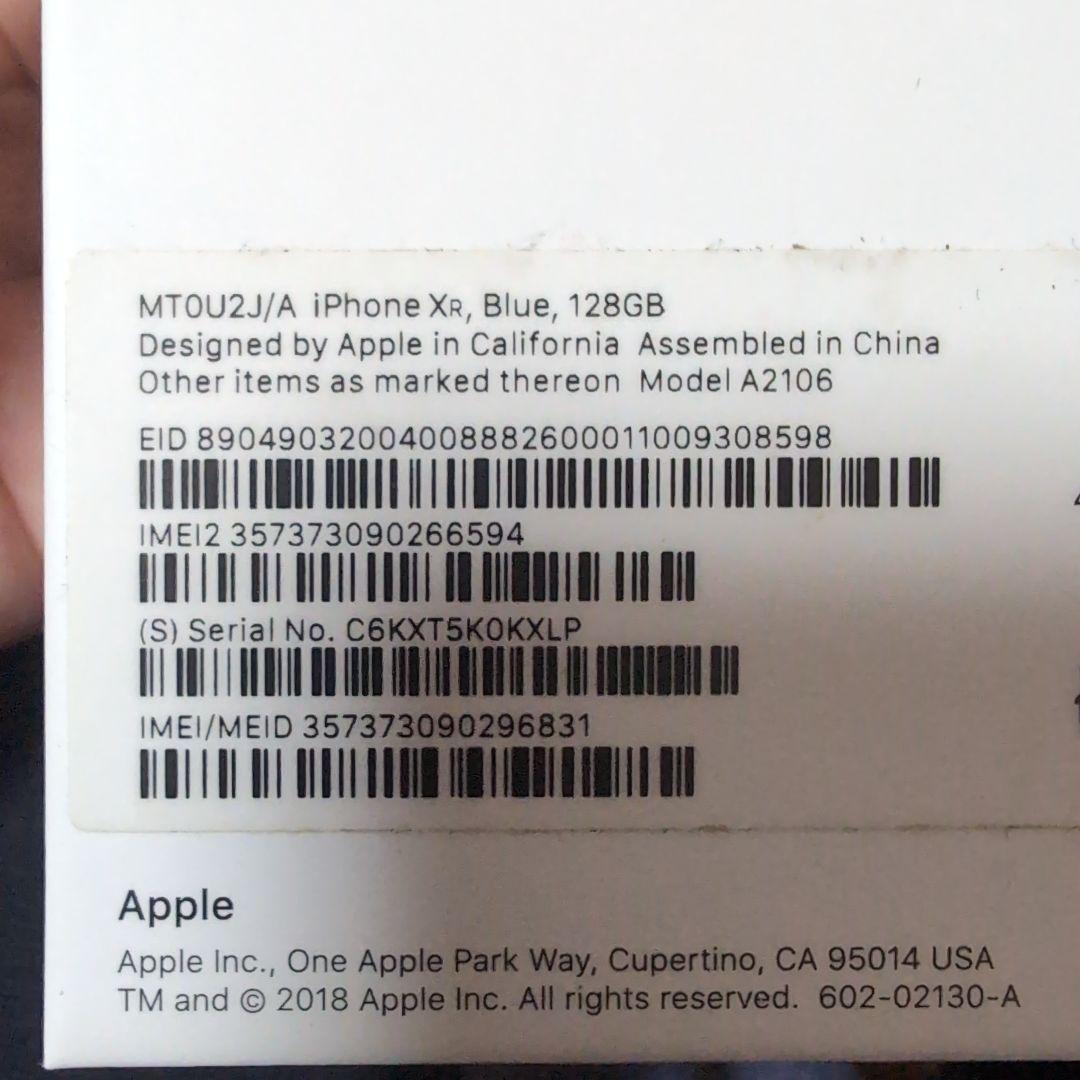 MT0U2J/A iPhone XR, Blue, 128GB
Designed by Apple in California Assembled in China
Other items as marked thereon Model A2106
EID 89049032004008882600011009308598
IMEI2 357373090266594
(S) Serial No. C6KXT5K0KXLP
IMEI/MEID 357373090296831
Apple
Apple Inc., One Apple Park Way, Cupertino, CA 95014 USA
TM and © 2018 Apple Inc. All rights reserved. 602-02130-A